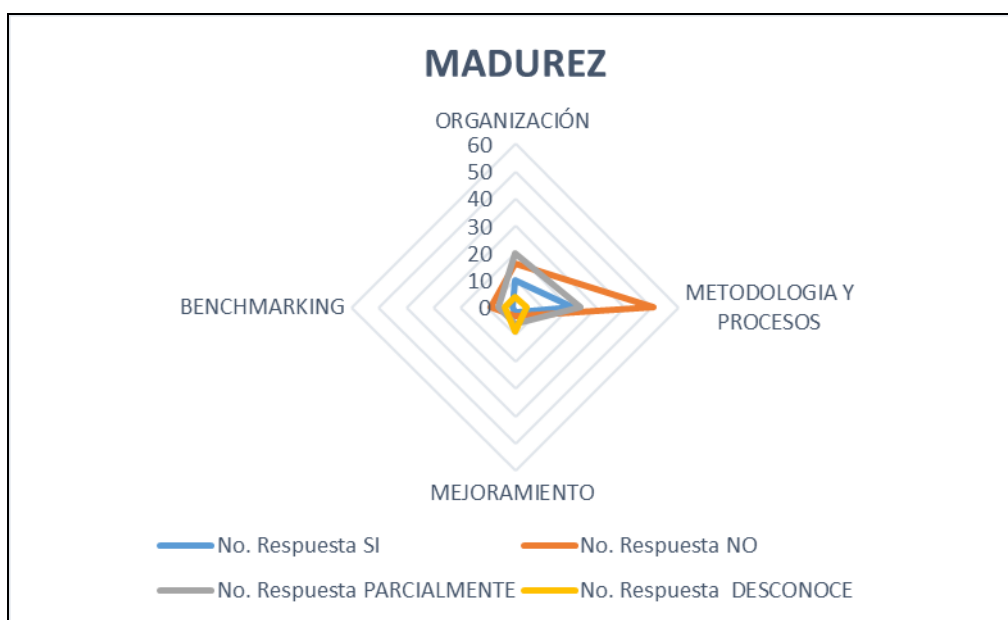 MADUREZ
ORGANIZACIÓN
60
50
40
30
20
10
0
BENCHMARKING
METODOLOGIA Y
PROCESOS
MEJORAMIENTO
No. Respuesta SI
No. Respuesta NO
No. Respuesta PARCIALMENTE
No. Respuesta DESCONOCE